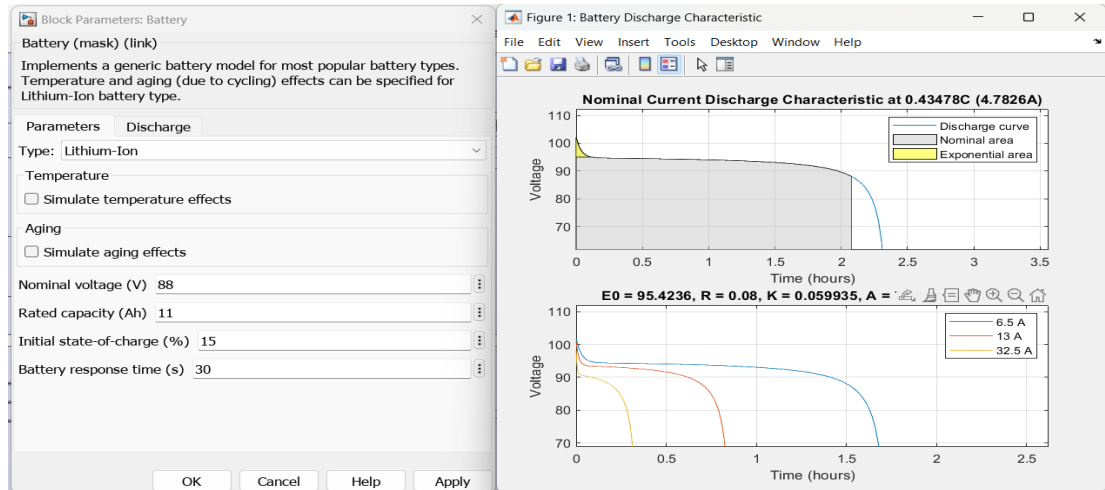 Block Parameters: Battery
Battery (mask) (link)
Implements a generic battery model for most popular battery types.
Temperature and aging (due to cycling) effects can be specified for
Lithium-Ion battery type.
Parameters Discharge
Type: Lithium-Ion
Temperature
Simulate temperature effects
Aging
Simulate aging effects
Nominal voltage (V) 88
Rated capacity (Ah) 11
Initial state-of-charge (%) 15
Battery response time (s) 30
OK Cancel Help Apply
Figure 1: Battery Discharge Characteristic
File Edit View Insert Tools Desktop Window Help
Nominal Current Discharge Characteristic at 0.43478C (4.7826A)
110
100
90
80
70
Voltage
Discharge curve
Nominal area
Exponential area
0 0.5 1 1.5 2 2.5 3 3.5
Time (hours)
E0 = 95.4236, R = 0.08, K = 0.059935, A =
100
90
80
70
Voltage
6.5 A
13 A
32.5 A
0 0.5 1 1.5 2 2.5
Time (hours)